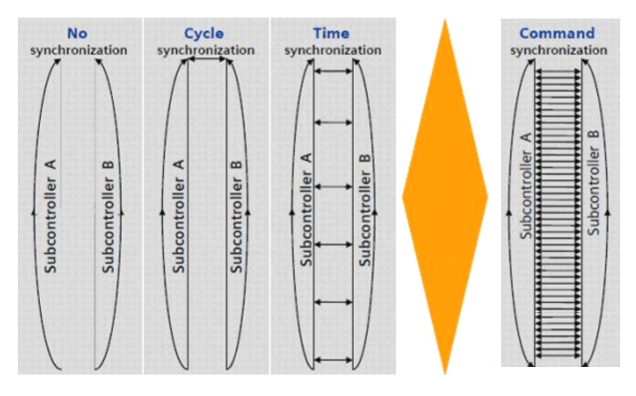 No
synchronization
Subcontroller A
Subcontroller B
Cycle
synchronization
Subcontroller A
Subcontroller B
Time
synchronization
Subcontroller A
Subcontroller B
Command
synchronization
Subcontroller A
Subcontroller B